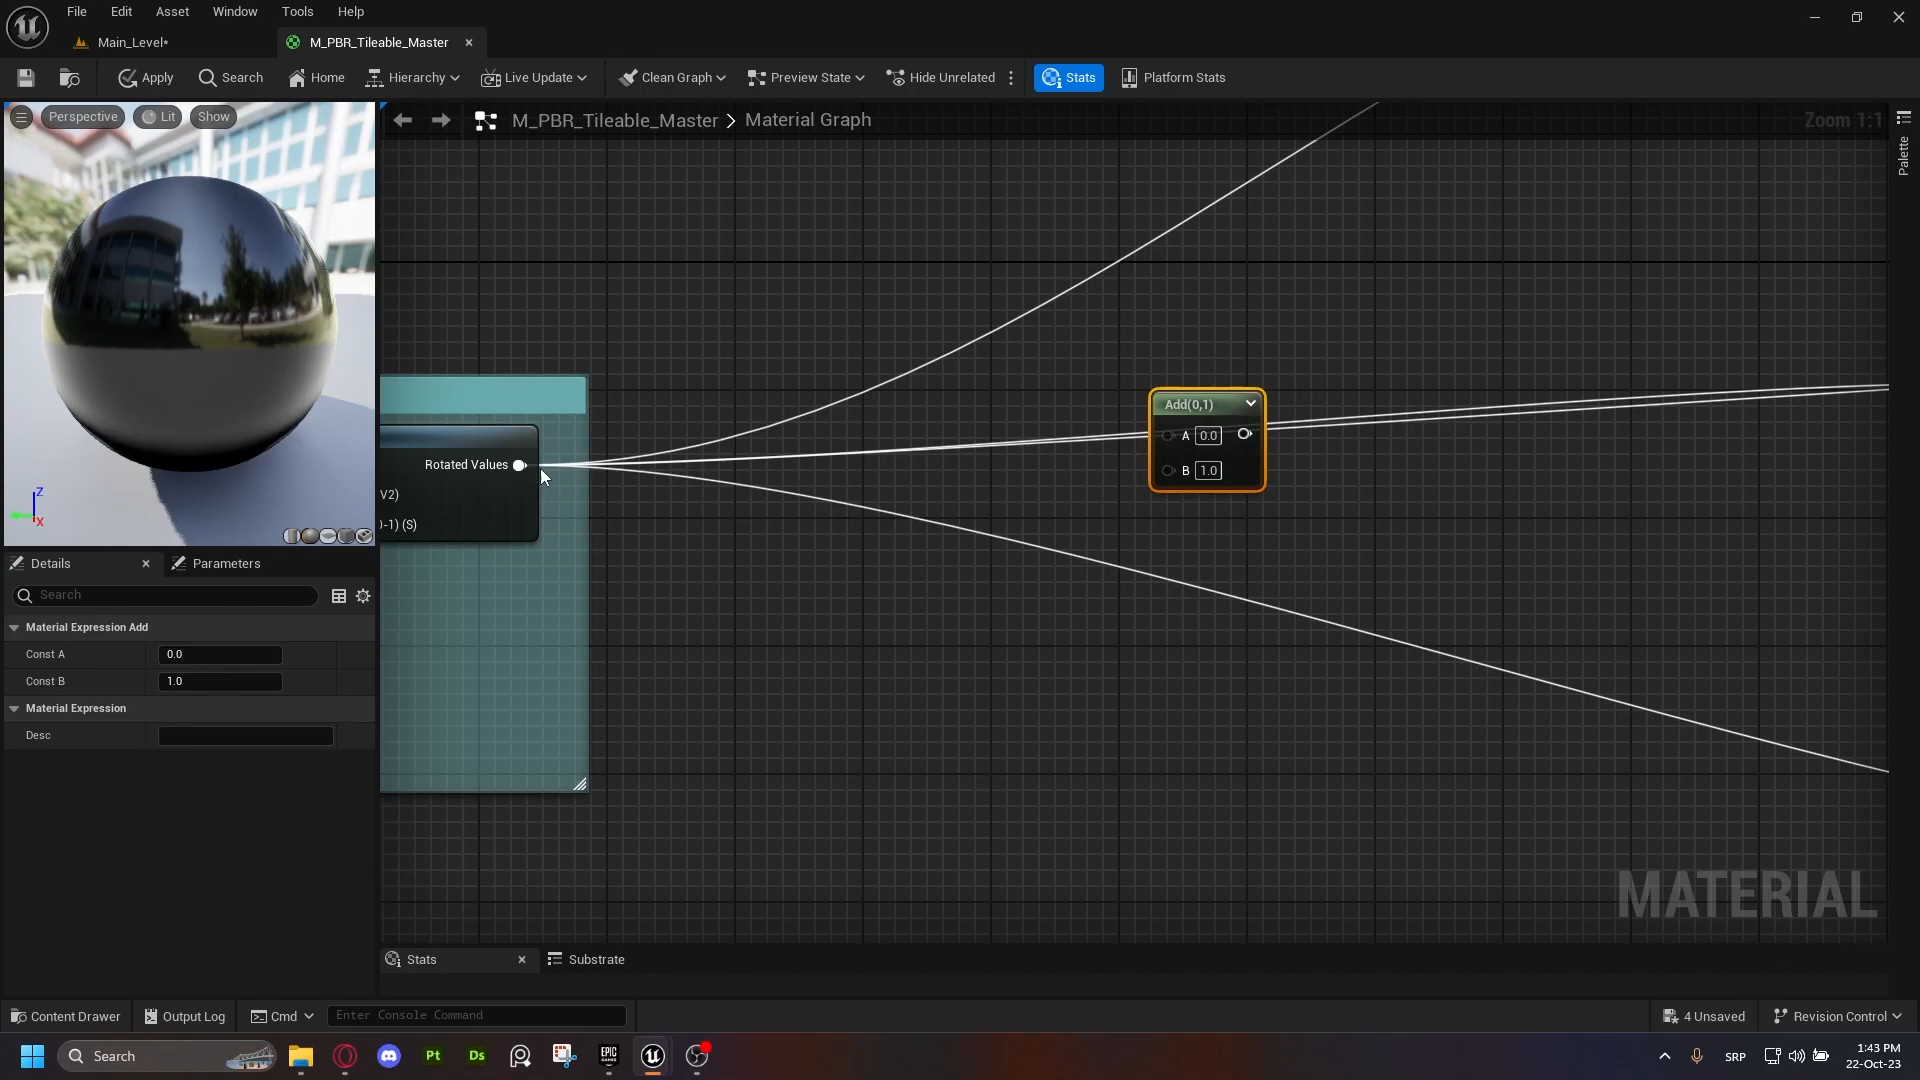 File Edit Asset Window Tools Help
Main_Level*
M_PBR_Tileable_Master
Apply Search Home Hierarchy Live Update Clean Graph Preview State Hide Unrelated Stats Platform Stats
Perspective Lit Show
M_PBR_Tileable_Master > Material Graph
Zoom 1:1
Palette
Add(0,1)
A 0.0
B 1.0
Rotated Values
V2)
)-1) (S)
Z
X
Details
Parameters
Search
Material Expression Add
Const A 0.0
Const B 1.0
Material Expression
Desc
MATERIAL
Stats
Substrate
Content Drawer Output Log Cmd Enter Console Command 4 Unsaved Revision Control
Search
Pt
Ds
EPIC
GAMES
SRP
1:43 PM
22-Oct-23